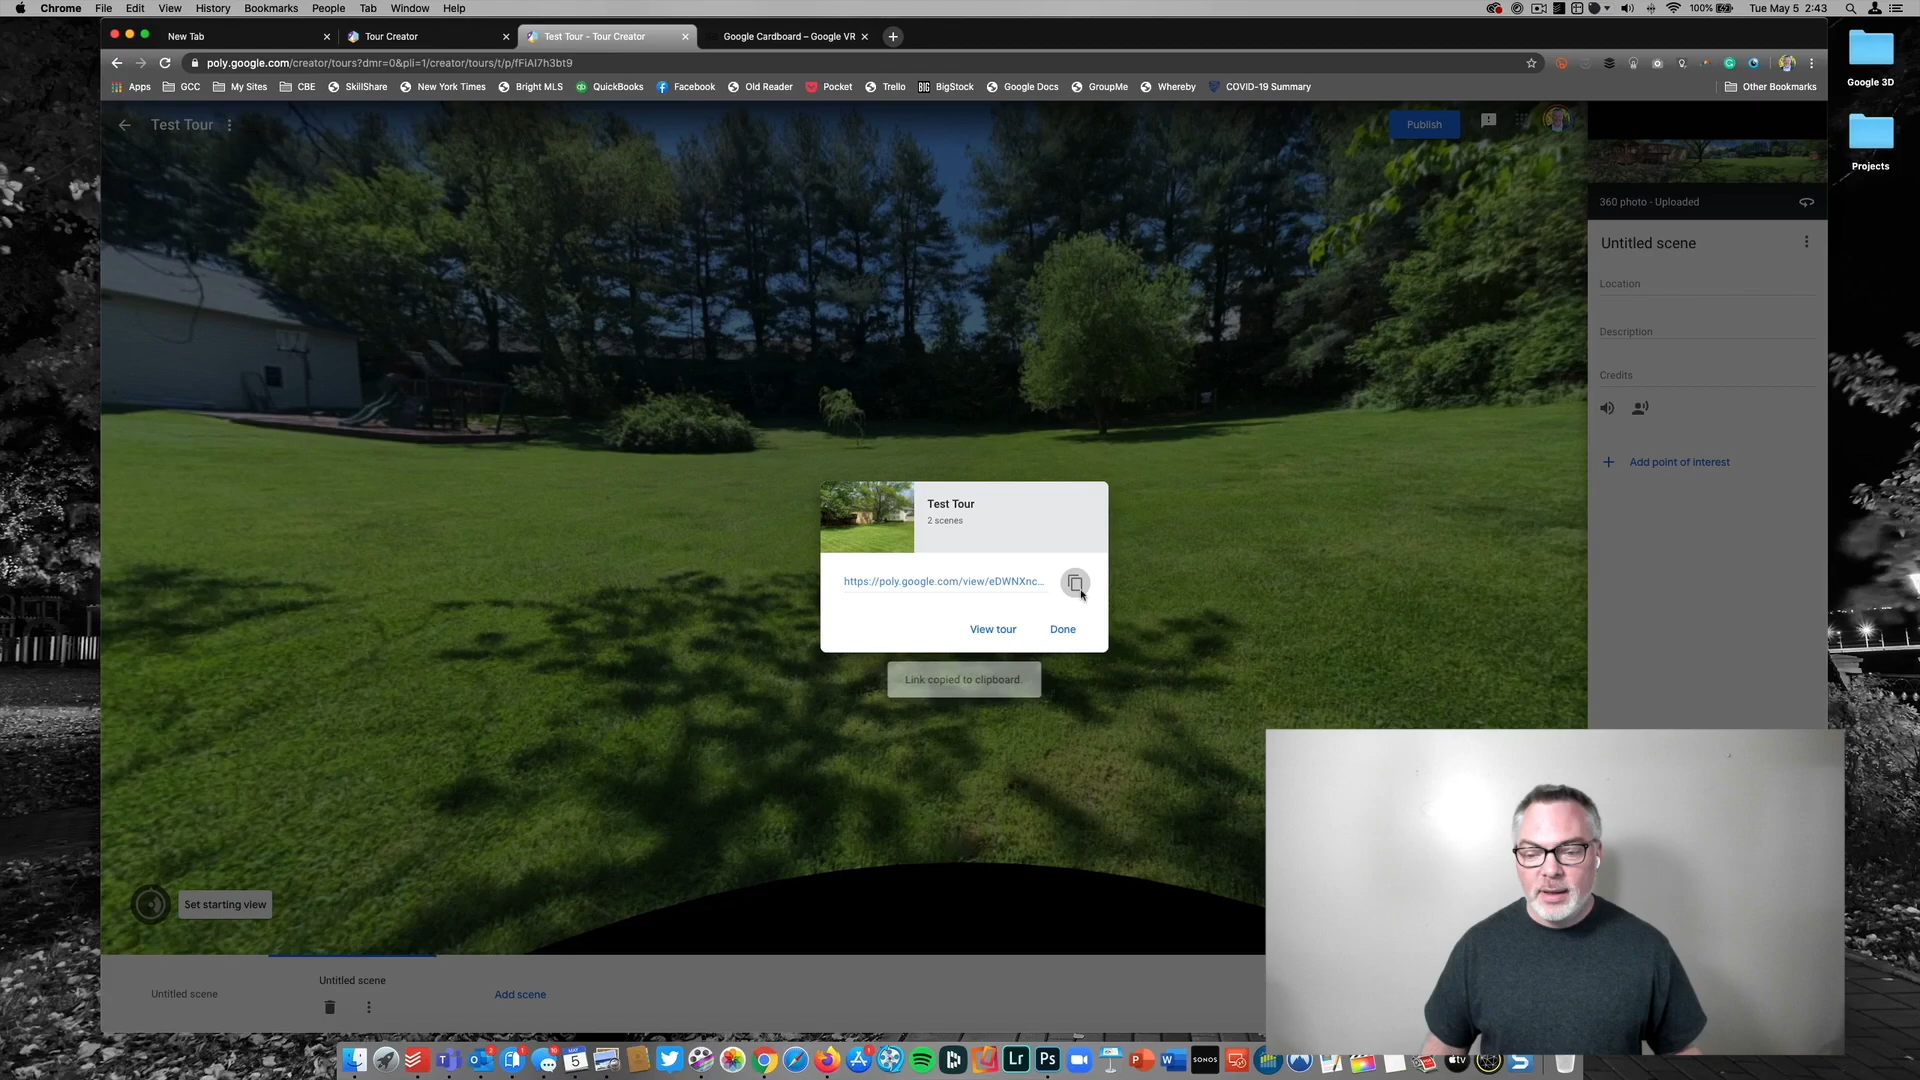 Chrome File Edit View History Bookmarks People Tab Window Help 100% Tue May 5 2:43
New Tab Tour Creator Test Tour - Tour Creator Google Cardboard – Google VR
poly.google.com/creator/tours?dmr=0&pli=1/creator/tours/t/p/fFiAI7h3bt9
Apps GCC My Sites CBE SkillShare New York Times Bright MLS QuickBooks Facebook Old Reader Pocket Trello BIG BigStock Google Docs GroupMe Whereby COVID-19 Summary Other Bookmarks
Google 3D
Projects
Test Tour Publish
360 photo - Uploaded
Untitled scene
Location
Description
Credits
Add point of interest
Test Tour
2 scenes
https://poly.google.com/view/eDWNXnc...
View tour Done
Link copied to clipboard.
Set starting view
Untitled scene
Untitled scene
Add scene
Lr Ps SONOS tv